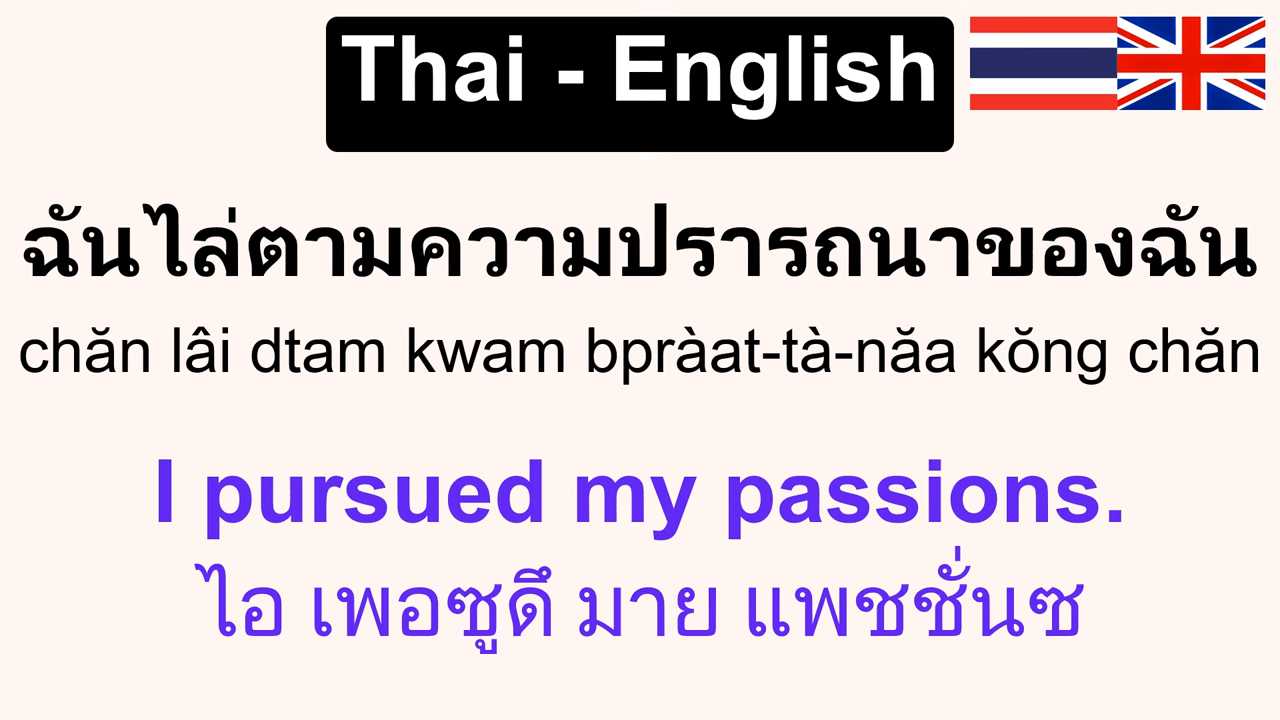 Thai - English
ฉันไล่ตามความปรารถนาของฉัน
chăn lâi dtam kwam bpràat-tà-năa kŏng chăn
I pursued my passions.
ไอ เพอซูดึ มาย แพชชั่นซ